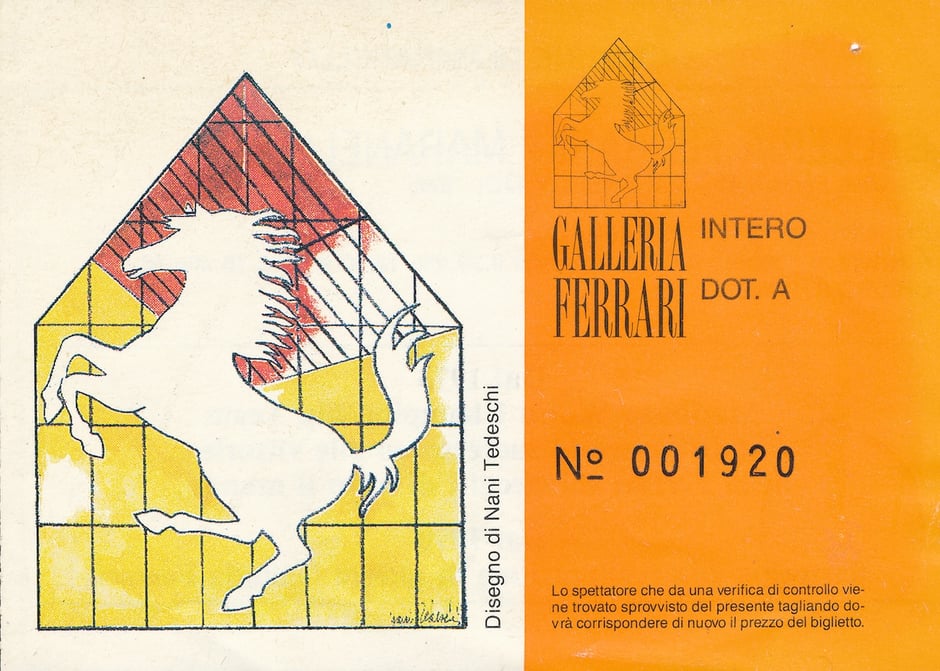 Disegno di Nani Tedeschi
GALLERIA
FERRARI
INTERO
DOT. A
Nº 001920
Lo spettatore che da una verifica di controllo vie-
ne trovato sprovvisto del presente tagliando do-
vrà corrispondere di nuovo il prezzo del biglietto.